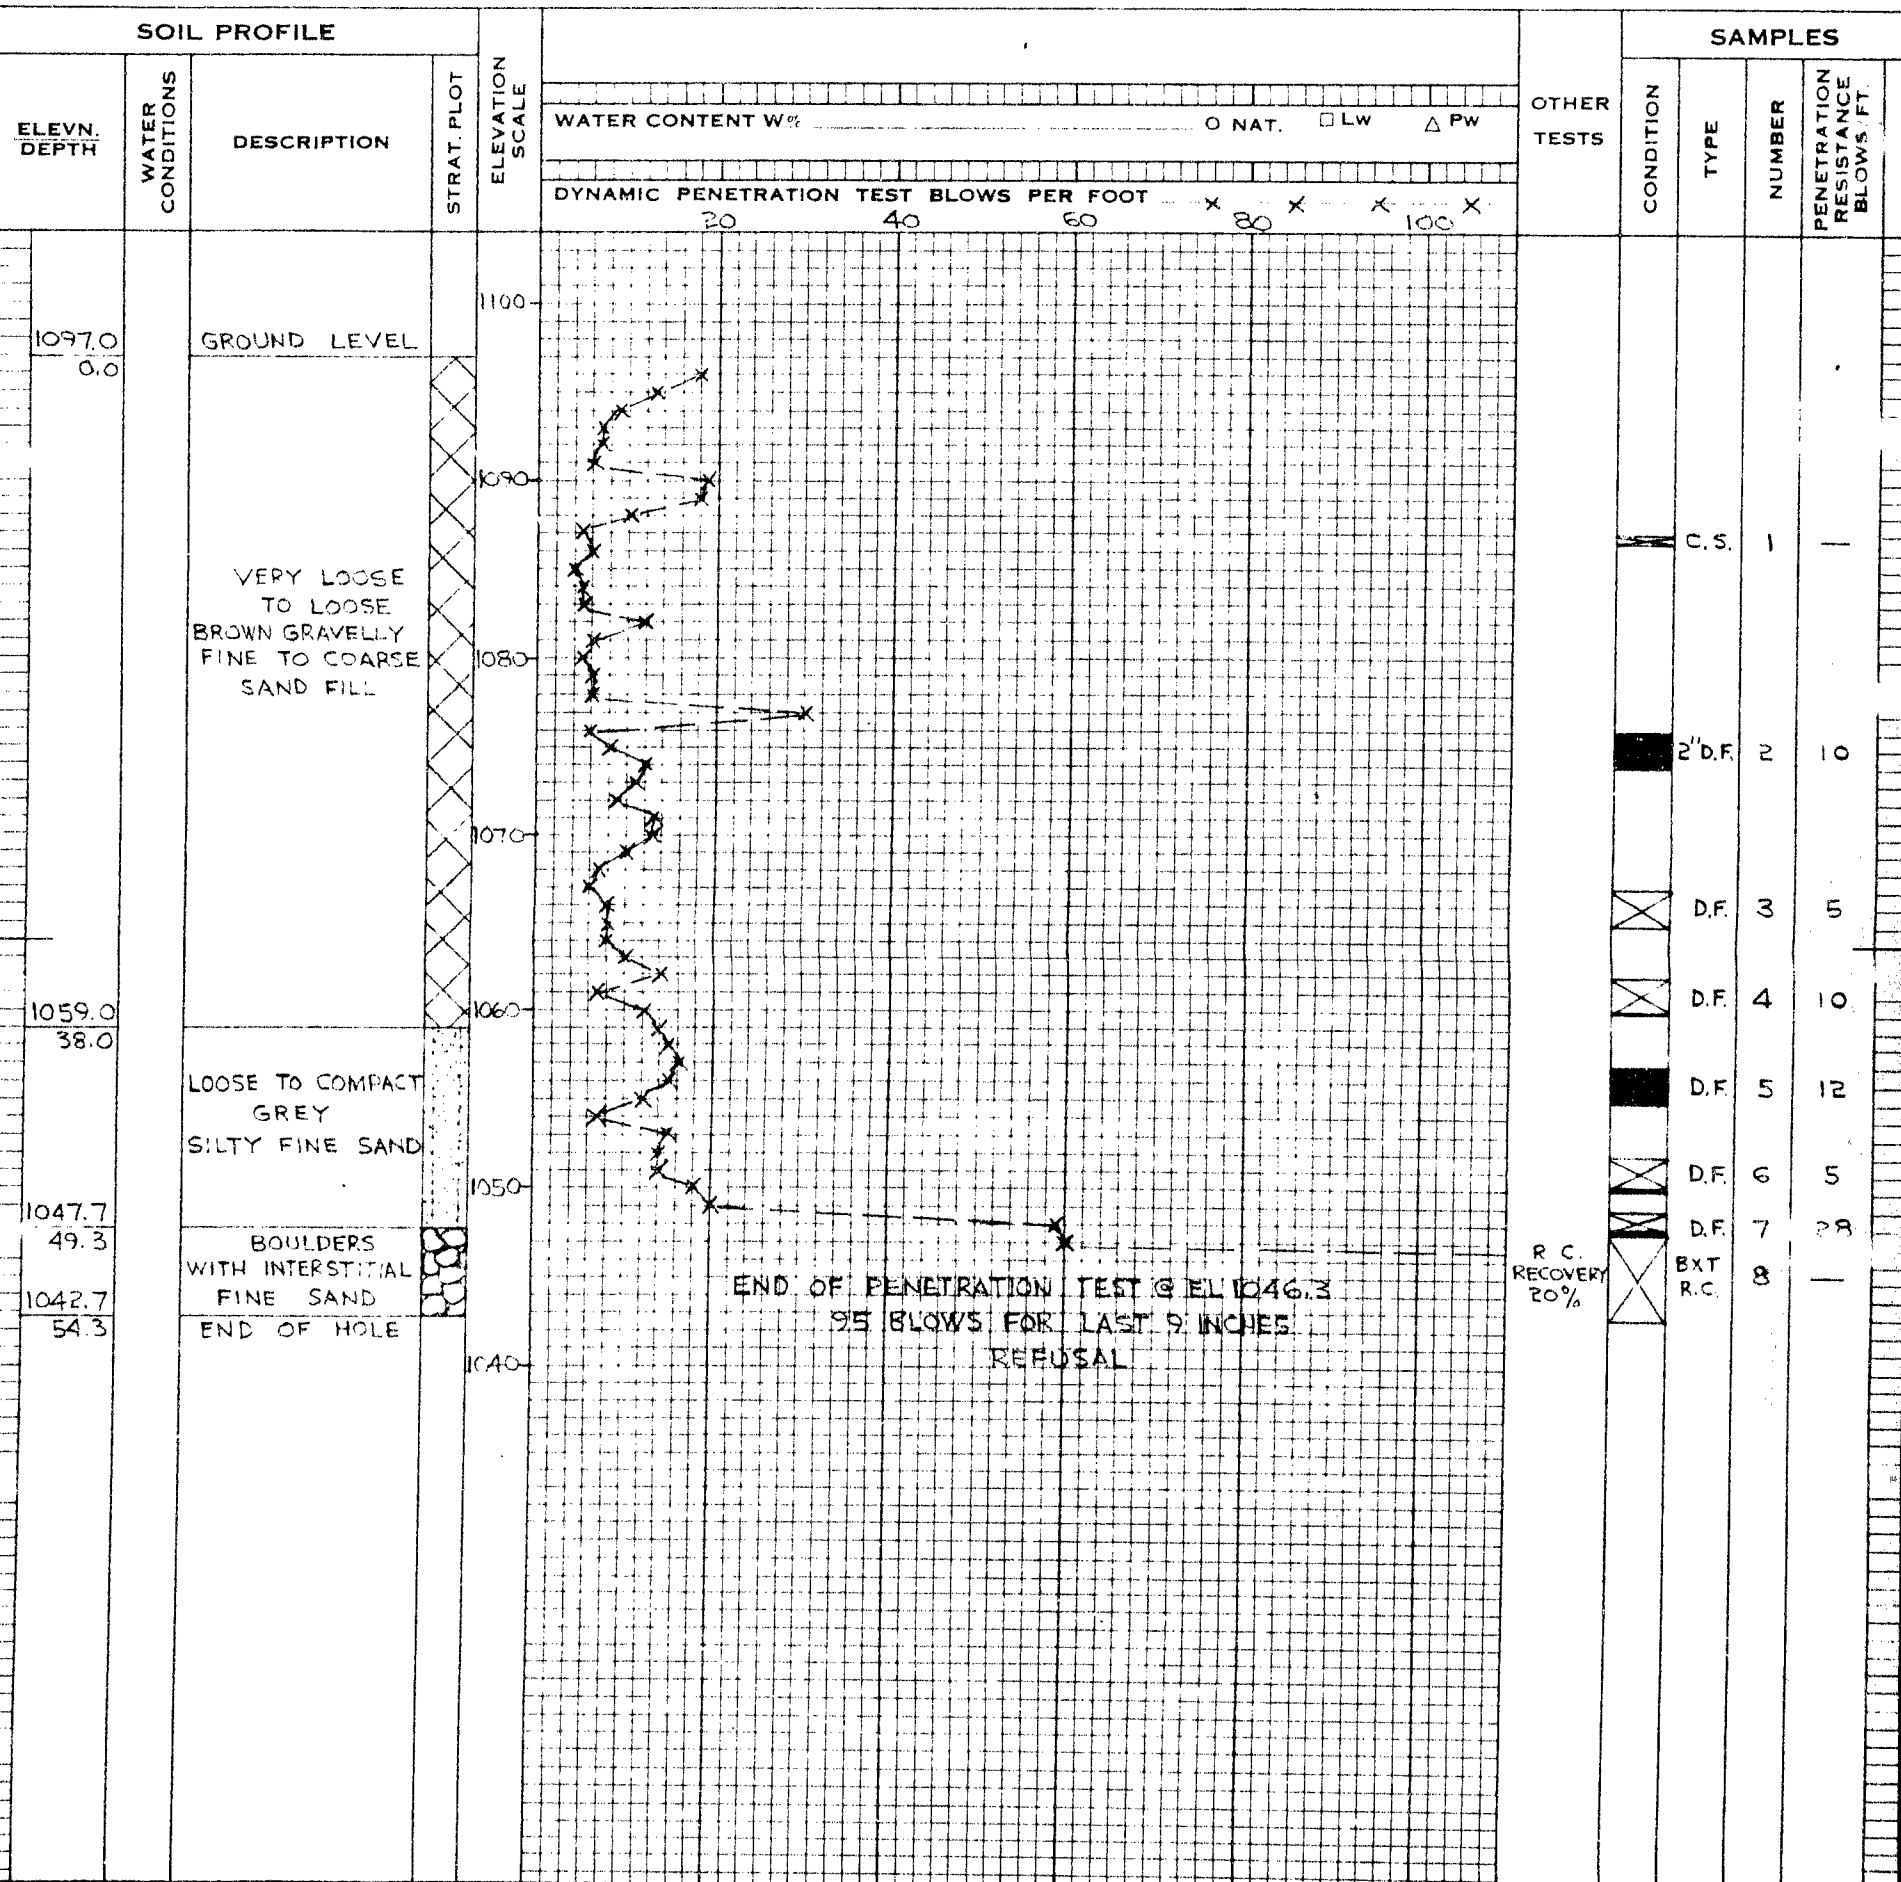 SOIL PROFILE
SAMPLES
ELEVN.
DEPTH
WATER
CONDITIONS
DESCRIPTION
STRAT. PLOT
ELEVATION
SCALE
WATER CONTENT W% O NAT. □ Lw △ Pw
DYNAMIC PENETRATION TEST BLOWS PER FOOT × × × ×
20 40 60 80 100
OTHER
TESTS
CONDITION
TYPE
NUMBER
PENETRATION
RESISTANCE
BLOWS/FT.
1100
1097.0
0.0
GROUND LEVEL
1090
C.S. 1 —
VERY LOOSE
TO LOOSE
BROWN GRAVELLY
FINE TO COARSE
SAND FILL
1080
2" D.F. 2 10
1070
D.F. 3 5
D.F. 4 10
1060
1059.0
38.0
LOOSE TO COMPACT
GREY
SILTY FINE SAND
D.F. 5 12
D.F. 6 5
1050
1047.7
49.3
D.F. 7
BOULDERS
WITH INTERSTITIAL
FINE SAND
R C.
RECOVERY
20%
BXT
R.C. 8 —
1042.7
54.3
END OF HOLE
END OF PENETRATION TEST @ EL 1046.3
95 BLOWS FOR LAST 9 INCHES
REFUSAL
1040